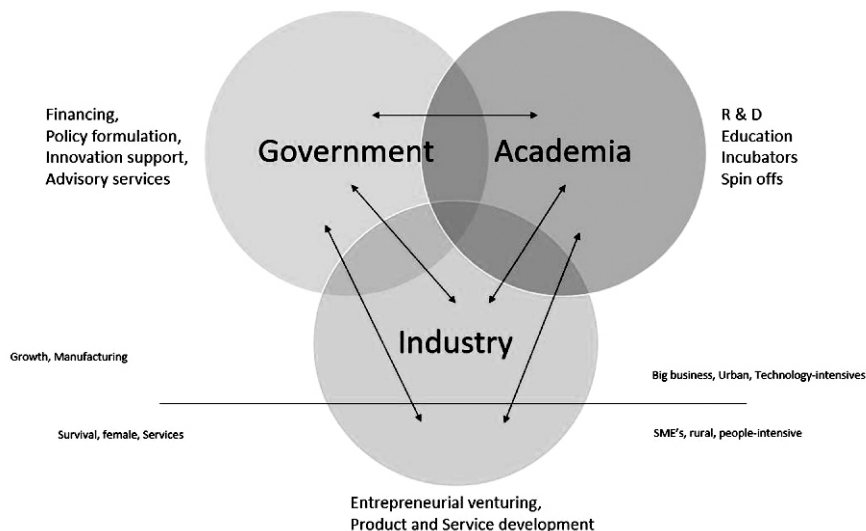 Financing,
Policy formulation,
Innovation support,
Advisory services
Government
Academia
R & D
Education
Incubators
Spin offs
Industry
Growth, Manufacturing
Big business, Urban, Technology-intensives
Survival, female, Services
SME's, rural, people-intensive
Entrepreneurial venturing,
Product and Service development